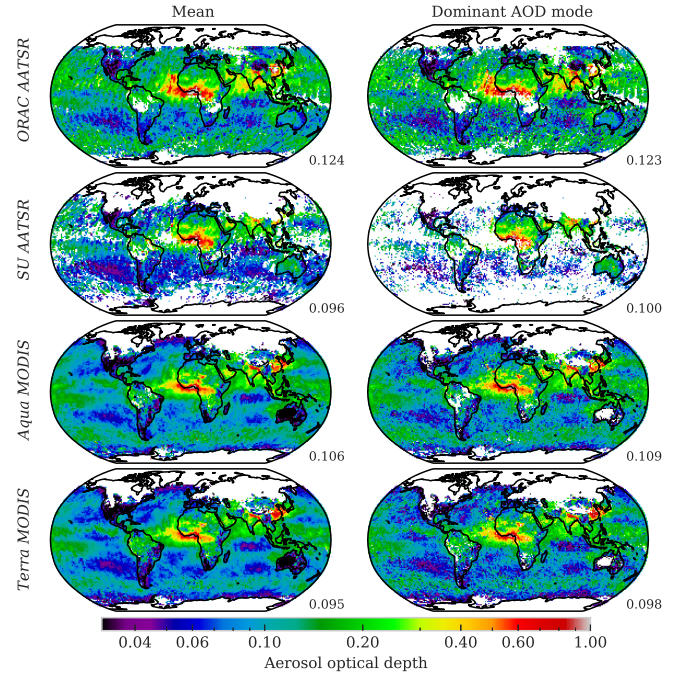 Mean Dominant AOD mode
ORAC AATSR
0.124 0.123
SU AATSR
0.096 0.100
Aqua MODIS
0.106 0.109
Terra MODIS
0.095 0.098
0.04 0.06 0.10 0.20 0.40 0.60 1.00
Aerosol optical depth